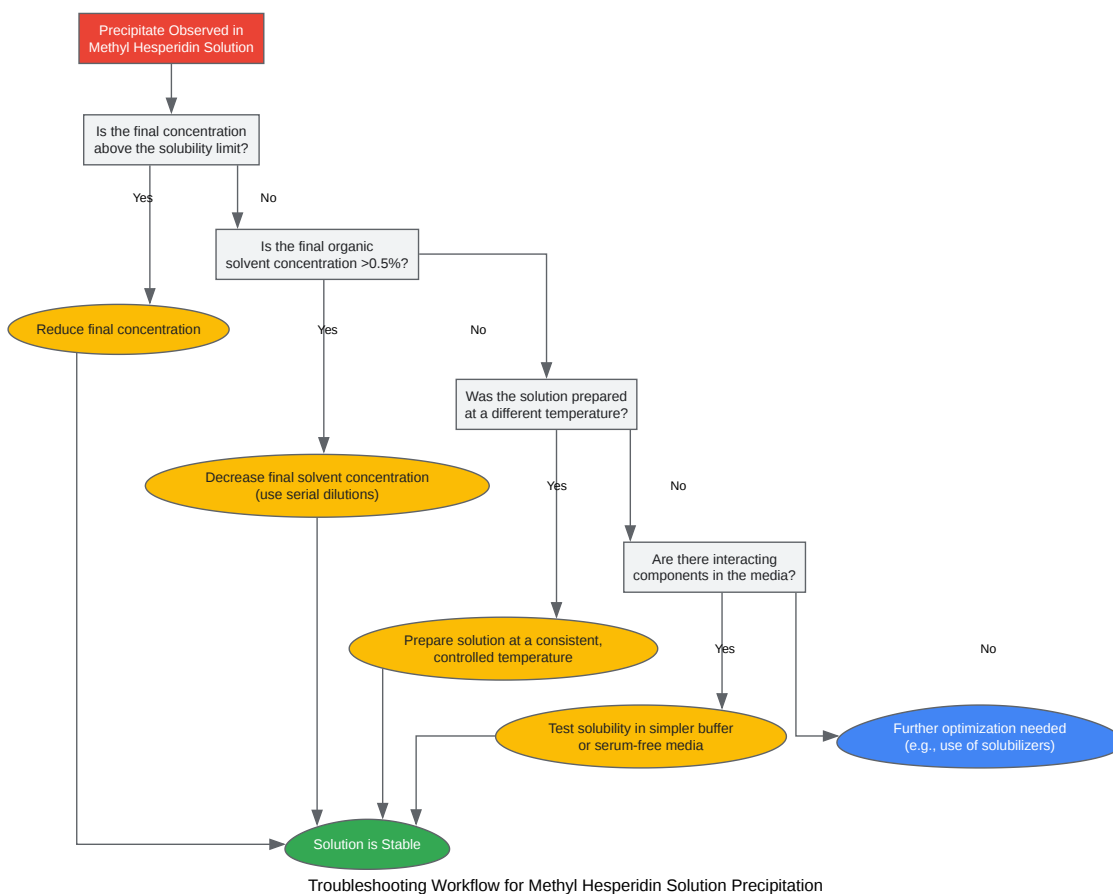 Precipitate Observed in
Methyl Hesperidin Solution
Is the final concentration
above the solubility limit?
Yes
No
Is the final organic
solvent concentration >0.5%?
Reduce final concentration
Yes
No
Was the solution prepared
at a different temperature?
Decrease final solvent concentration
(use serial dilutions)
Yes
No
Are there interacting
components in the media?
Prepare solution at a consistent,
controlled temperature
Yes
No
Test solubility in simpler buffer
or serum-free media
Further optimization needed
(e.g., use of solubilizers)
Solution is Stable
Troubleshooting Workflow for Methyl Hesperidin Solution Precipitation